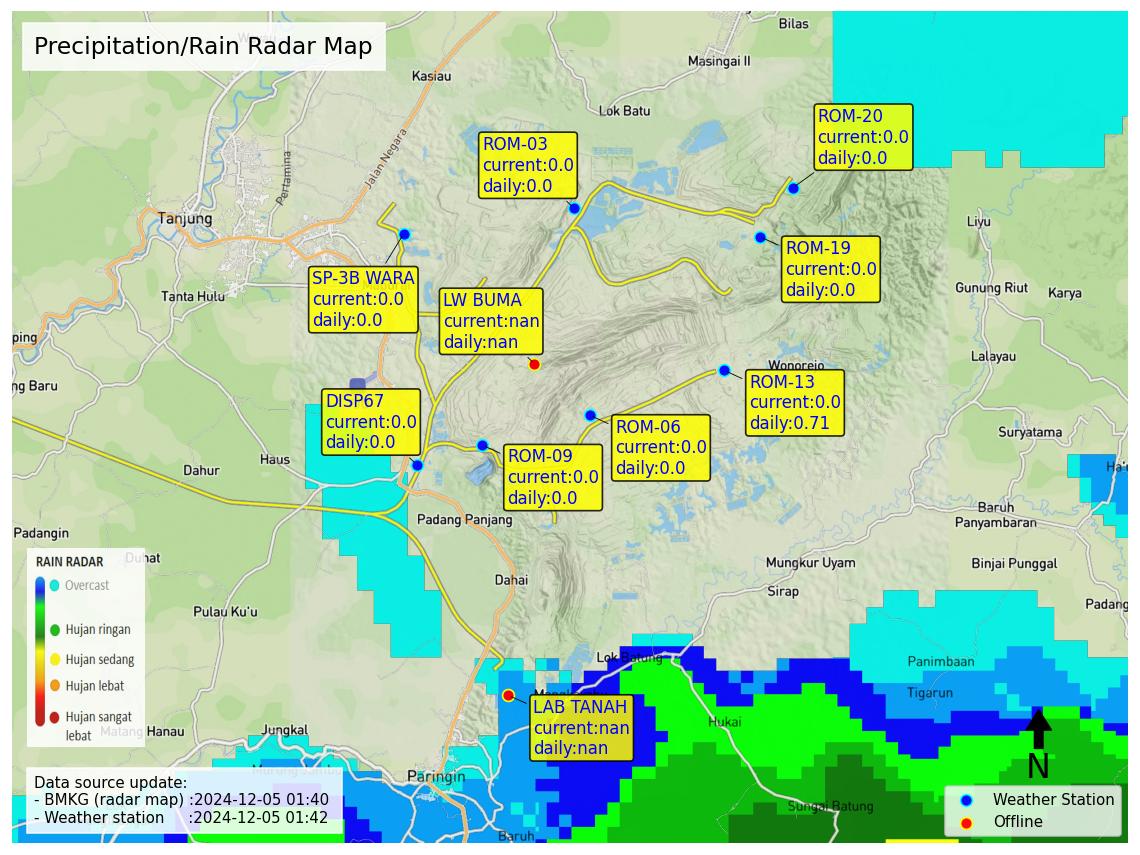 Precipitation/Rain Radar Map
Bilas
Masingai II
Kasiau
Lok Batu
Jalan Negara
Pertamina
ROM-20
current:0.0
daily:0.0
ROM-03
current:0.0
daily:0.0
Tanjung
Liyu
ROM-19
current:0.0
daily:0.0
SP-3B WARA
current:0.0
daily:0.0
Tanta Hulu
LW BUMA
current:nan
daily:nan
Gunung Riut
Karya
ping
Lalayau
Wonorejo
ng Baru
ROM-13
current:0.0
daily:0.71
DISP67
current:0.0
daily:0.0
ROM-06
current:0.0
daily:0.0
Suryatama
ROM-09
current:0.0
daily:0.0
Haus
Dahur
Baruh
Panyambaran
Padang Panjang
Padangin
Duhat
Mungkur Uyam
Binjai Punggal
RAIN RADAR
Overcast
Hujan ringan
Hujan sedang
Hujan lebat
Hujan sangat
lebat
Dahai
Sirap
Pulau Ku'u
Padang
Lok Batung
Panimbaan
Tigarun
LAB TANAH
current:nan
daily:nan
Hukai
Matang Hanau
Jungkal
N
Paringin
Data source update:
- BMKG (radar map) :2024-12-05 01:40
- Weather station :2024-12-05 01:42
Sungai Batung
Weather Station
Offline
Baruh